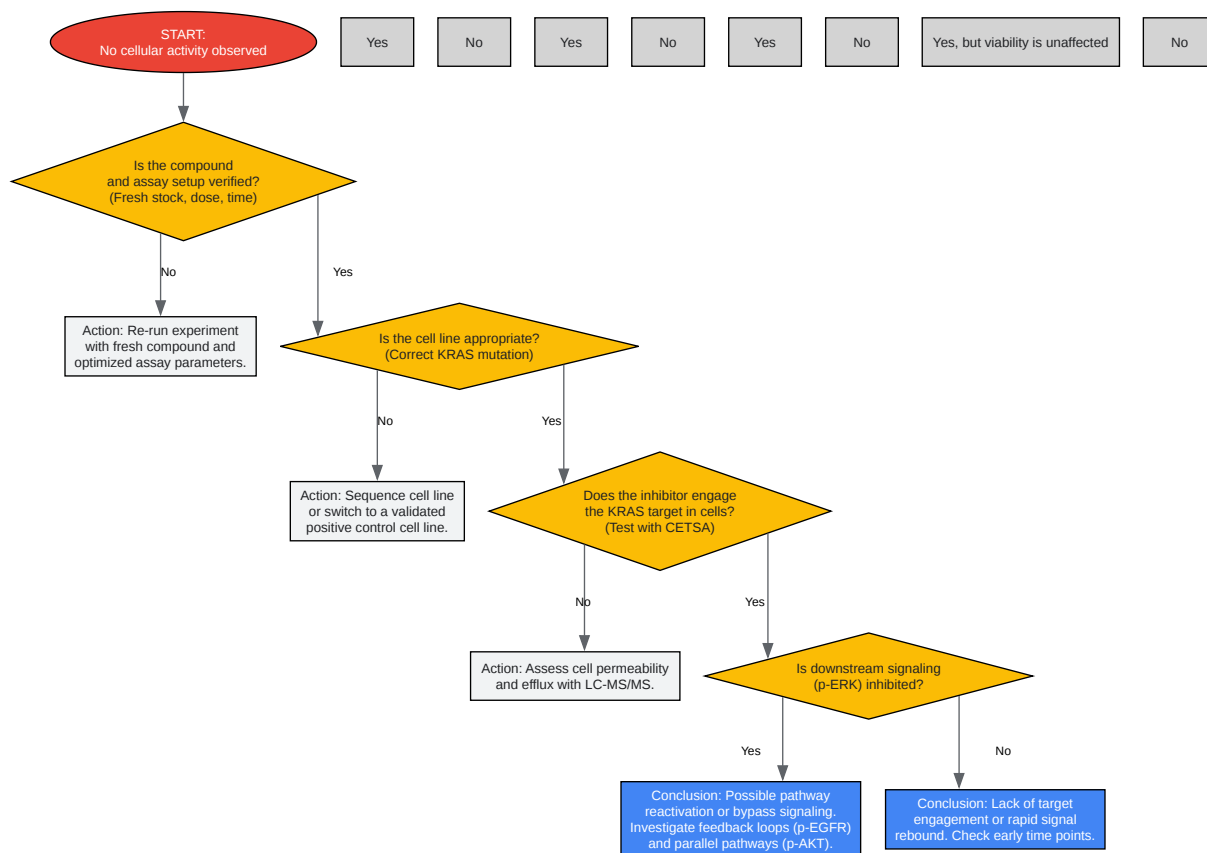 START:
No cellular activity observed
Yes
No
Yes
No
Yes
No
Yes, but viability is unaffected
No
Is the compound
and assay setup verified?
(Fresh stock, dose, time)
No
Yes
Action: Re-run experiment
with fresh compound and
optimized assay parameters.
Is the cell line appropriate?
(Correct KRAS mutation)
No
Yes
Action: Sequence cell line
or switch to a validated
positive control cell line.
Does the inhibitor engage
the KRAS target in cells?
(Test with CETSA)
No
Yes
Action: Assess cell permeability
and efflux with LC-MS/MS.
Is downstream signaling
(p-ERK) inhibited?
Yes
No
Conclusion: Possible pathway
reactivation or bypass signaling.
Investigate feedback loops (p-EGFR)
and parallel pathways (p-AKT).
Conclusion: Lack of target
engagement or rapid signal
rebound. Check early time points.